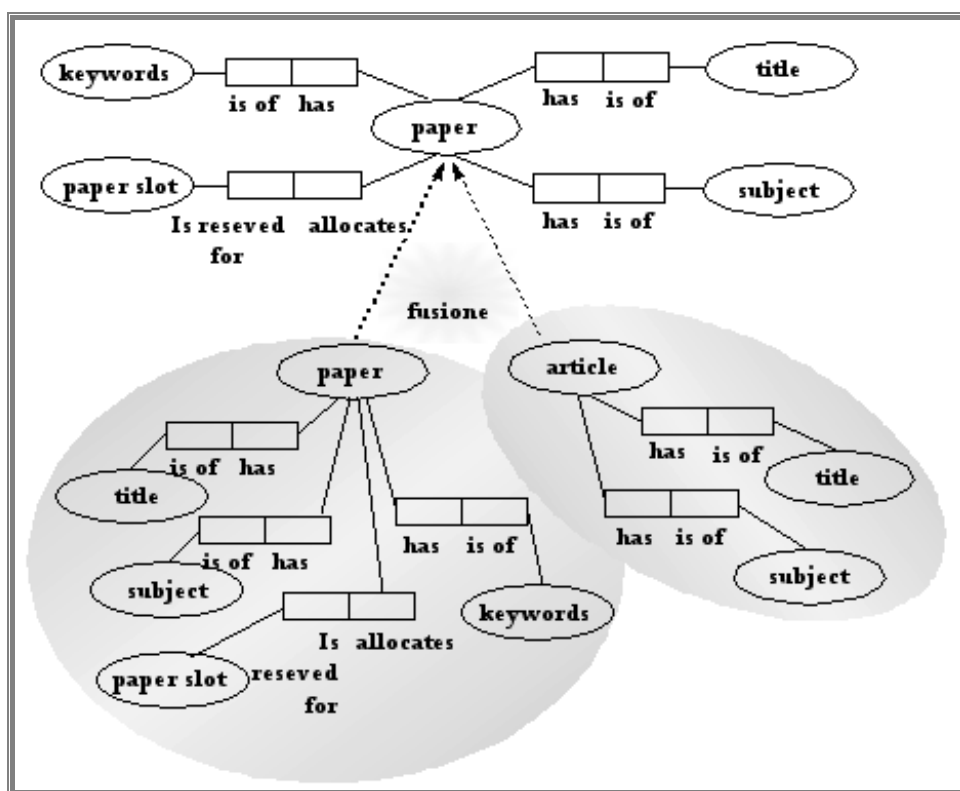 keywords
is of has
has is of
title
paper
paper slot
Is reseved allocates
for
has is of
subject
fusione
paper
article
is of has
title
has is of
title
is of has
subject
has is of
keywords
has is of
subject
Is allocates
reseved
for
paper slot